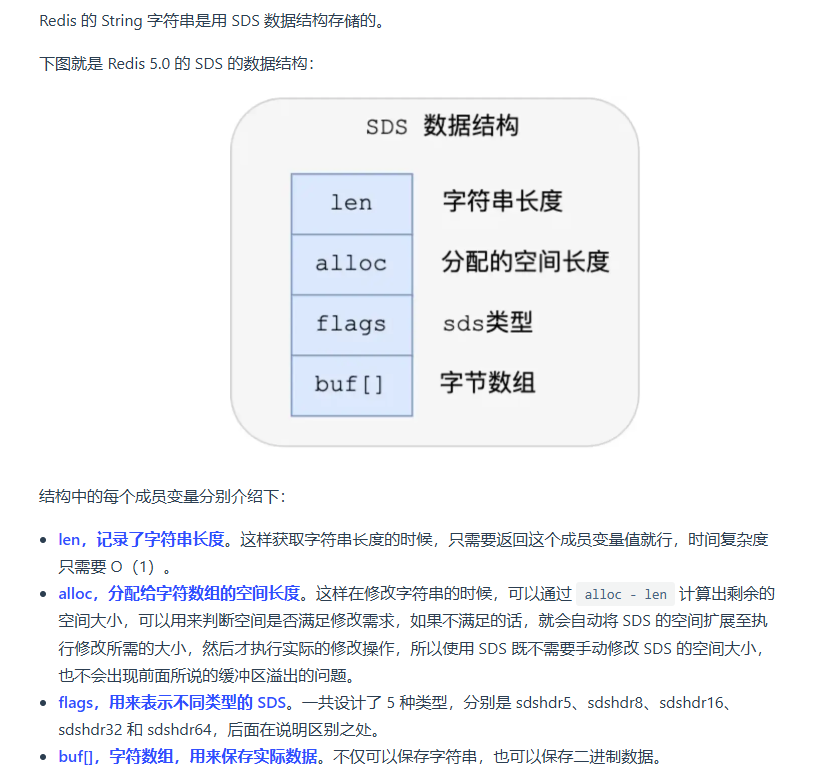 Redis 的 String 字符串是用 SDS 数据结构存储的。
下图就是 Redis 5.0 的 SDS 的数据结构：
SDS 数据结构
len 字符串长度
alloc 分配的空间长度
flags sds类型
buf[] 字节数组
结构中的每个成员变量分别介绍下：
• len，记录了字符串长度。这样获取字符串长度的时候，只需要返回这个成员变量值就行，时间复杂度
只需要 O（1）。
• alloc，分配给字符数组的空间长度。这样在修改字符串的时候，可以通过 alloc - len 计算出剩余的
空间大小，可以用来判断空间是否满足修改需求，如果不满足的话，就会自动将 SDS 的空间扩展至执
行修改所需的大小，然后才执行实际的修改操作，所以使用 SDS 既不需要手动修改 SDS 的空间大小，
也不会出现前面所说的缓冲区溢出的问题。
• flags，用来表示不同类型的 SDS。一共设计了 5 种类型，分别是 sdshdr5、sdshdr8、sdshdr16、
sdshdr32 和 sdshdr64，后面在说明区别之处。
• buf[]，字符数组，用来保存实际数据。不仅可以保存字符串，也可以保存二进制数据。